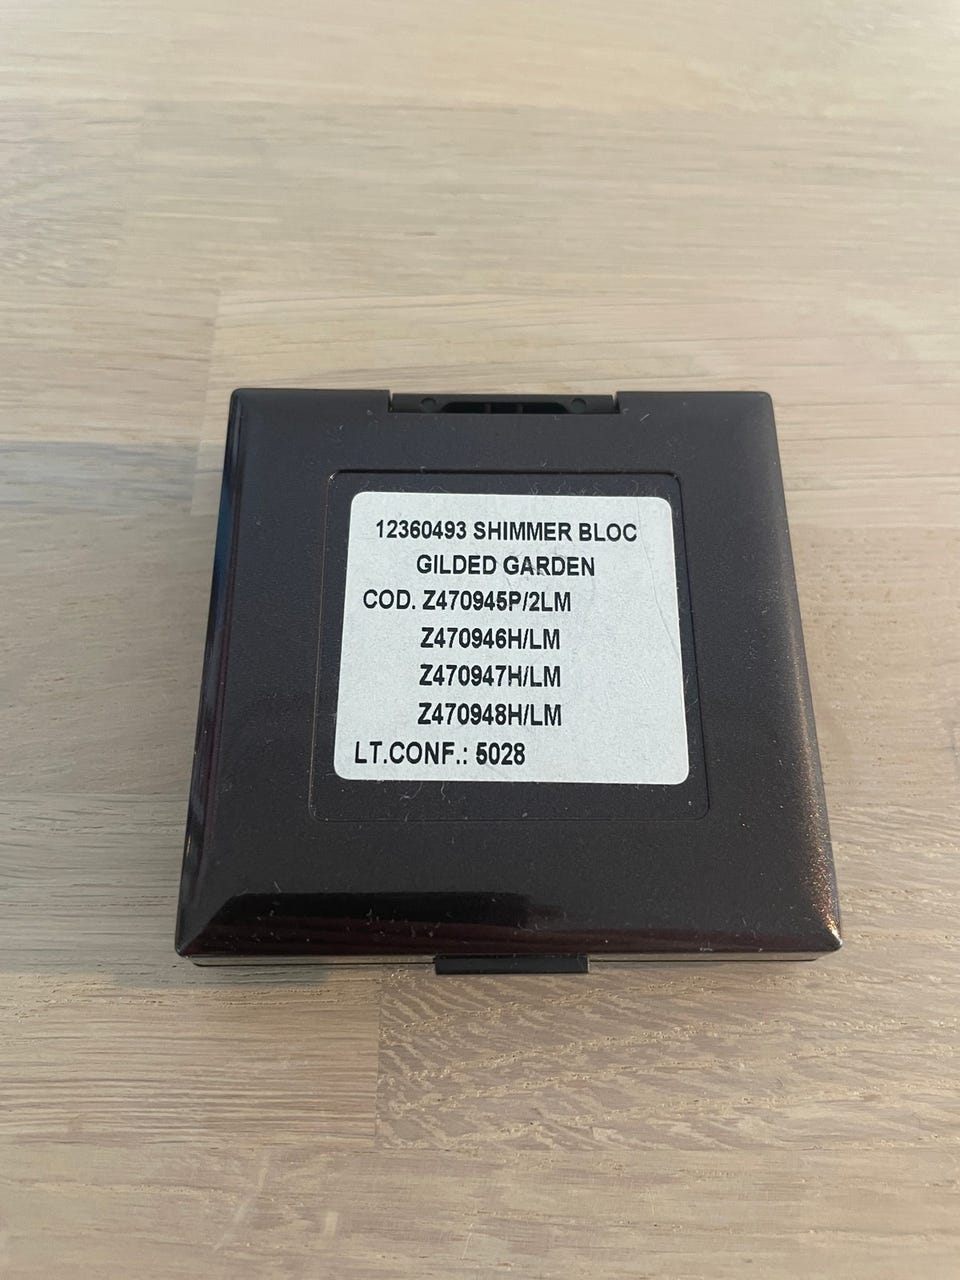 12360493 SHIMMER BLOC
GILDED GARDEN
COD. Z470945P/2LM
Z470946H/LM
Z470947H/LM
Z470948H/LM
LT.CONF.: 5028